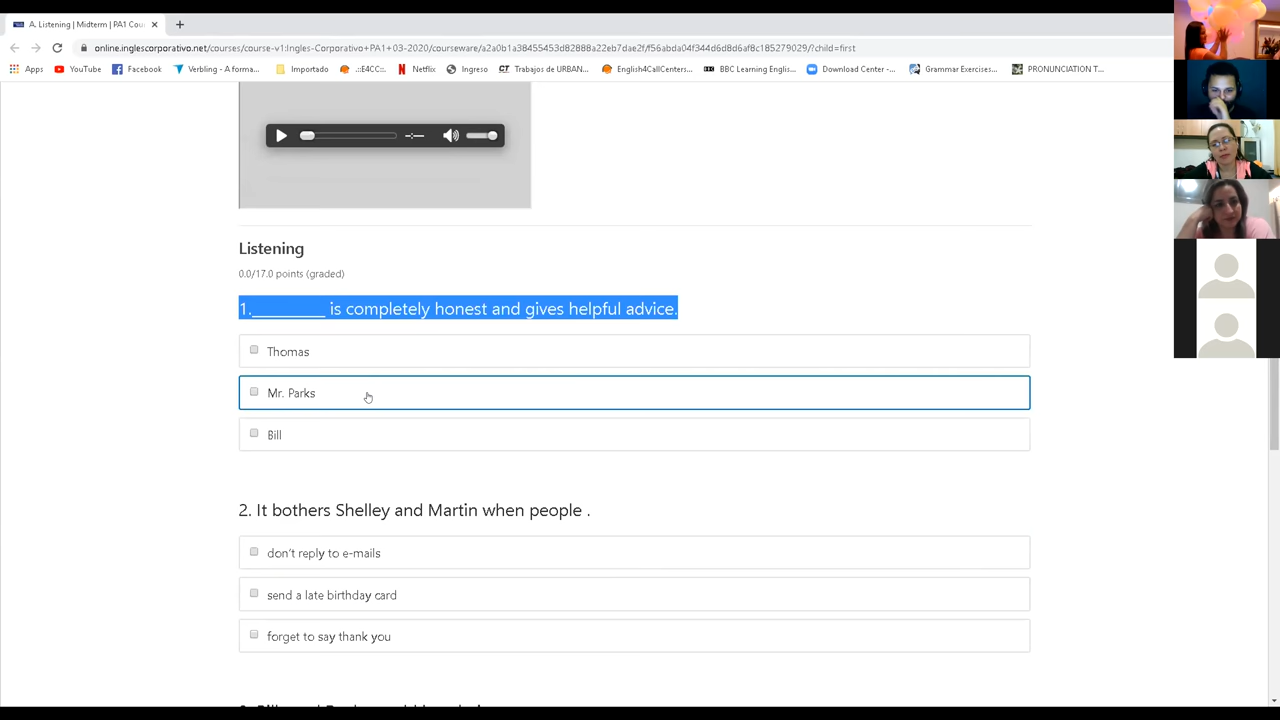 A. Listening | Midterm | PA1 Cou
online.inglescorporativo.net/courses/course-v1:Ingles-Corporativo+PA1+03-2020/courseware/a2a0b1a38455453d82888a22eb7dae2f/f56abda04f344d6d8d6af8c185279029/?child=first
Apps YouTube Facebook Verbling - A forma... Importado .::E4CC::. Netflix Ingreso Trabajos de URBAN... English4CallCenters... BBC Learning Englis... Download Center -... Grammar Exercises... PRONUNCIATION T...
-:-
Listening
0.0/17.0 points (graded)
1.________ is completely honest and gives helpful advice.
Thomas
Mr. Parks
Bill
2. It bothers Shelley and Martin when people .
don't reply to e-mails
send a late birthday card
forget to say thank you